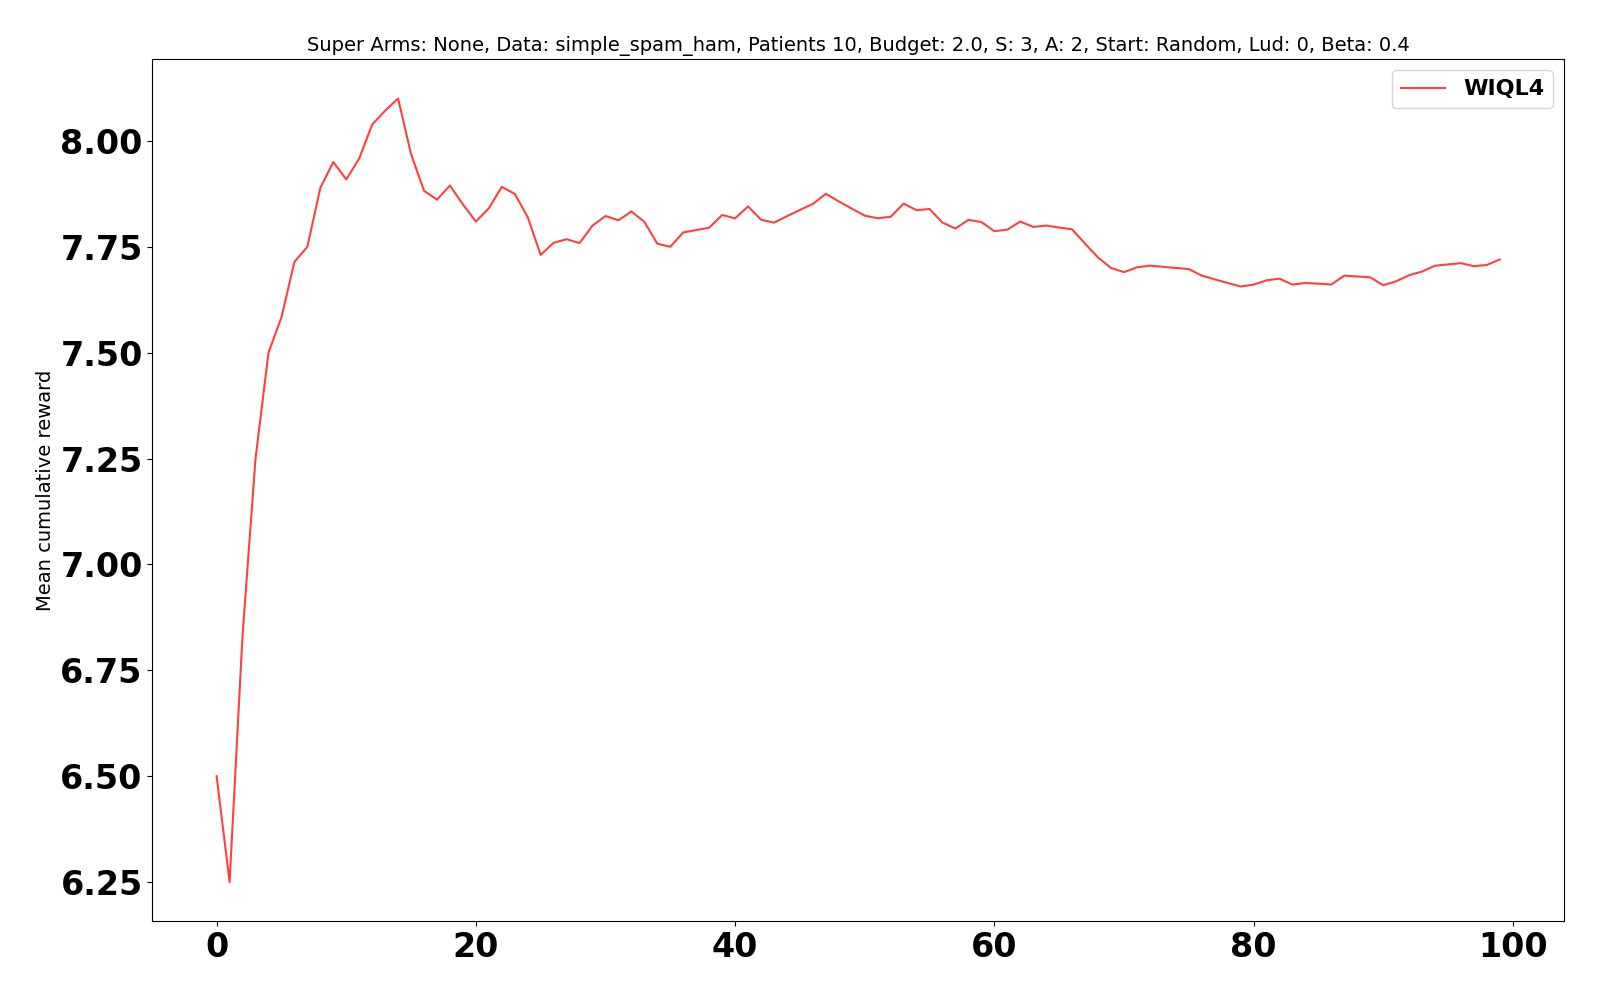 Super Arms: None, Data: simple_spam_ham, Patients 10, Budget: 2.0, S: 3, A: 2, Start: Random, Lud: 0, Beta: 0.4
WIQL4
Mean cumulative reward
8.00
7.75
7.50
7.25
7.00
6.75
6.50
6.25
0 20 40 60 80 100